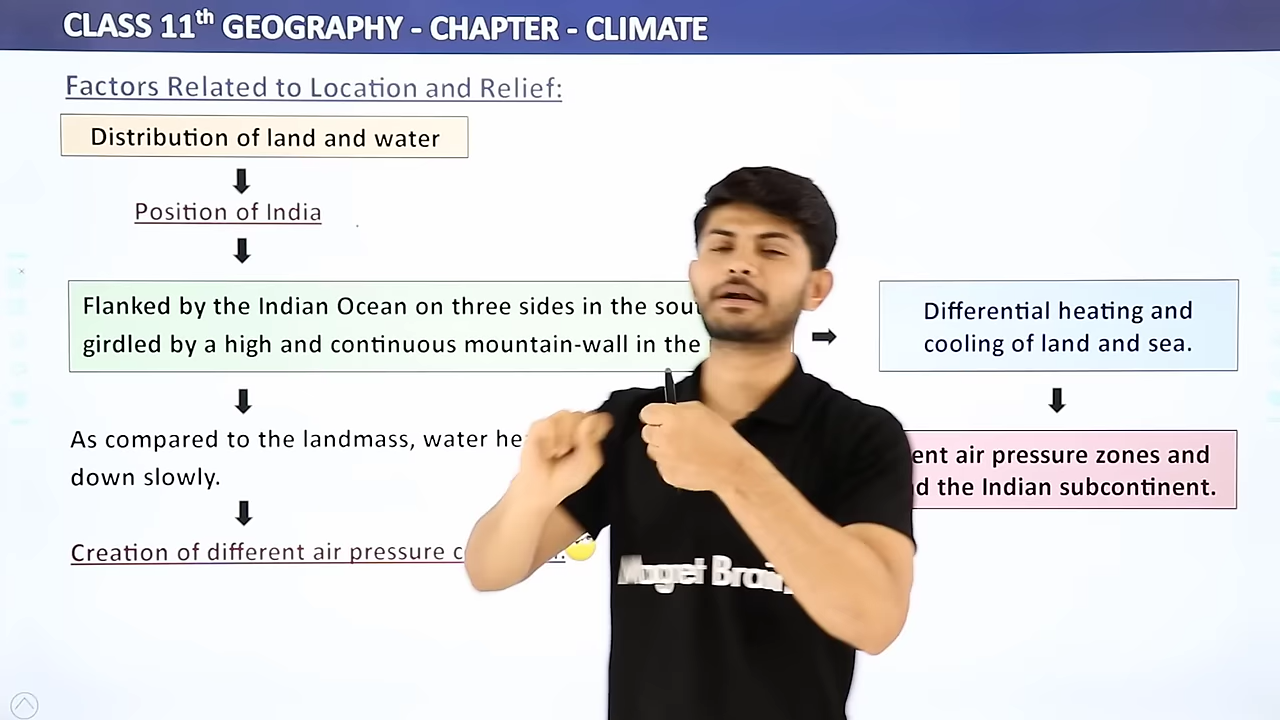 CLASS 11th GEOGRAPHY - CHAPTER - CLIMATE
Factors Related to Location and Relief:
Distribution of land and water
Position of India
Flanked by the Indian Ocean on three sides in the
girdled by a high and continuous mountain-wall in the
Differential heating and
cooling of land and sea.
As compared to the landmass, water
down slowly.
air pressure zones and
the Indian subcontinent.
Creation of different air pressure
Maget Brain